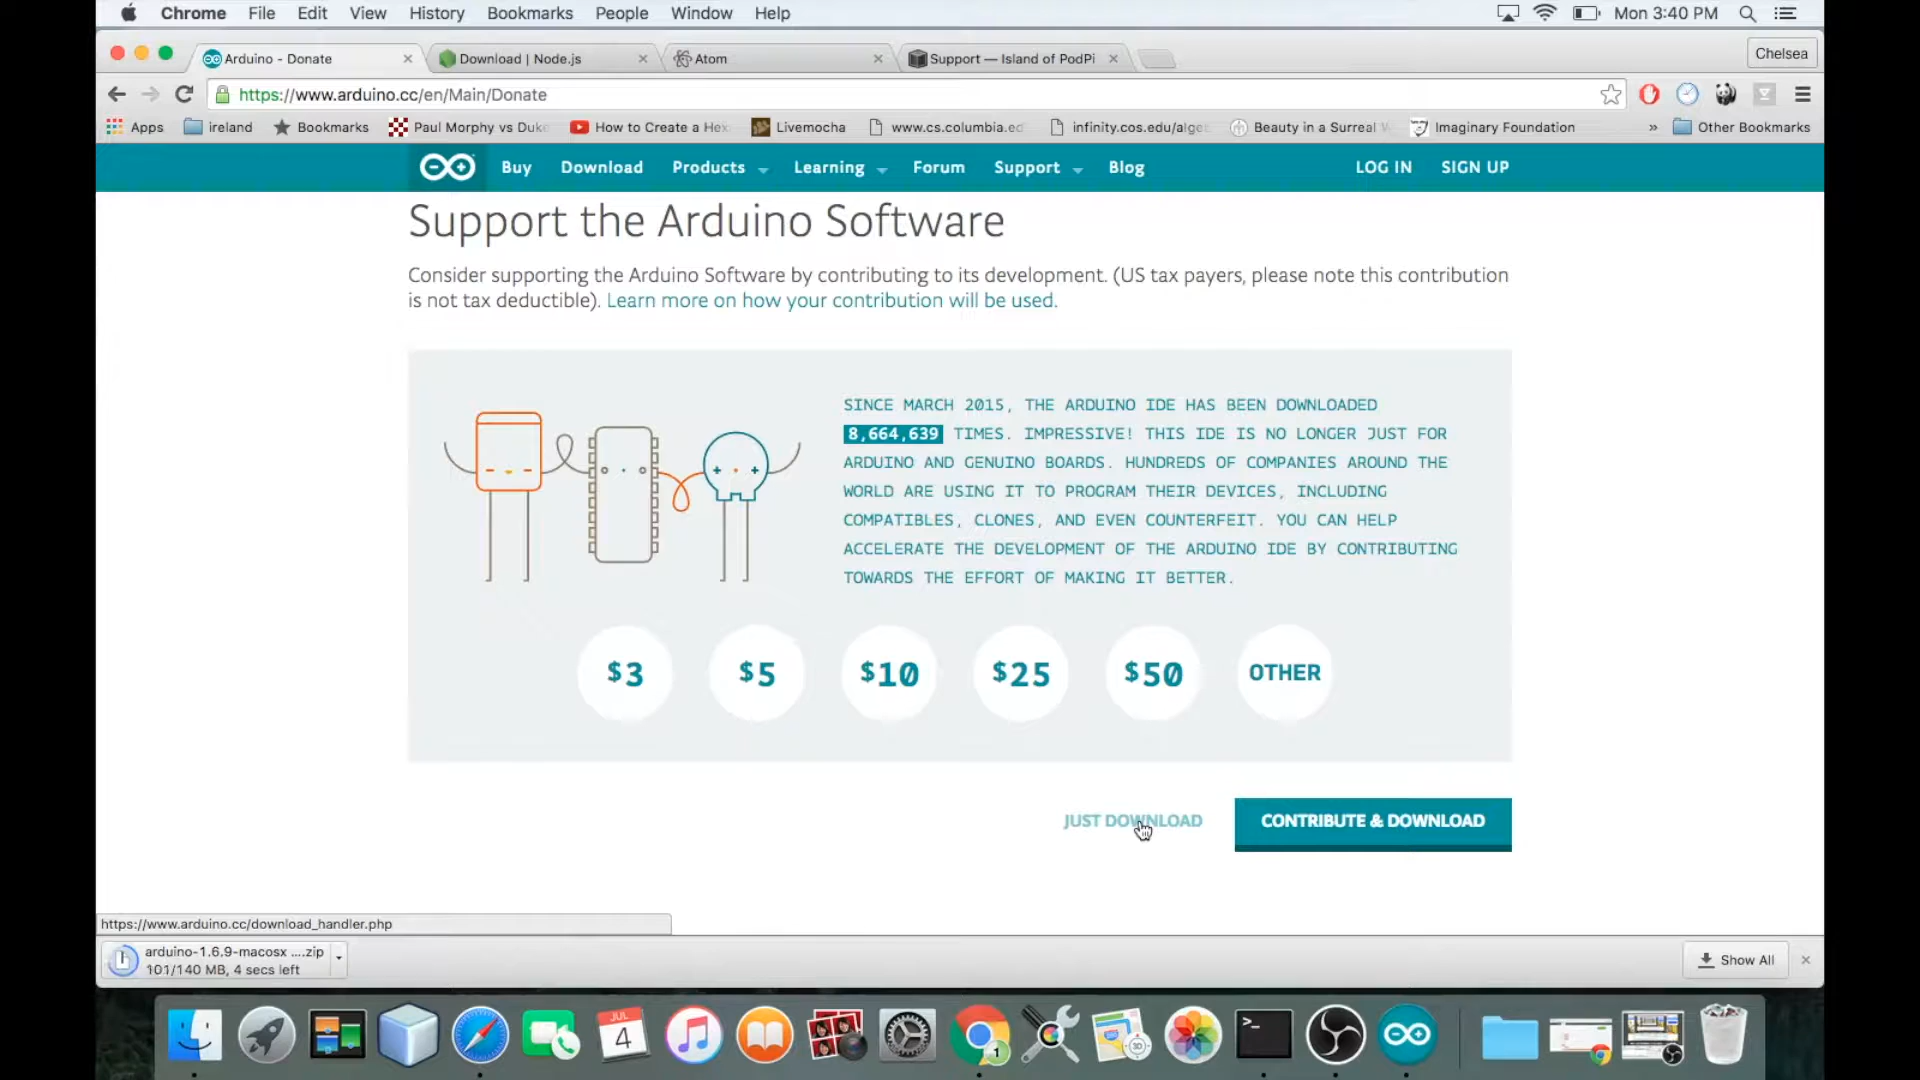 Chrome File Edit View History Bookmarks People Window Help Mon 3:40 PM
Arduino - Donate Download | Node.js Atom Support — Island of PodPi Chelsea
https://www.arduino.cc/en/Main/Donate
Apps ireland Bookmarks Paul Morphy vs Duke How to Create a Hex Livemocha www.cs.columbia.ed infinity.cos.edu/algo Beauty in a Surreal Imaginary Foundation » Other Bookmarks
Buy Download Products Learning Forum Support Blog LOG IN SIGN UP
Support the Arduino Software
Consider supporting the Arduino Software by contributing to its development. (US tax payers, please note this contribution
is not tax deductible). Learn more on how your contribution will be used.
SINCE MARCH 2015, THE ARDUINO IDE HAS BEEN DOWNLOADED
8,664,639 TIMES. IMPRESSIVE! THIS IDE IS NO LONGER JUST FOR
ARDUINO AND GENUINO BOARDS. HUNDREDS OF COMPANIES AROUND THE
WORLD ARE USING IT TO PROGRAM THEIR DEVICES, INCLUDING
COMPATIBLES, CLONES, AND EVEN COUNTERFEIT. YOU CAN HELP
ACCELERATE THE DEVELOPMENT OF THE ARDUINO IDE BY CONTRIBUTING
TOWARDS THE EFFORT OF MAKING IT BETTER.
$3 $5 $10 $25 $50 OTHER
JUST DOWNLOAD CONTRIBUTE & DOWNLOAD
https://www.arduino.cc/download_handler.php
arduino-1.6.9-macosx ....zip
101/140 MB, 4 secs left
Show All
JUL
4
1
3D